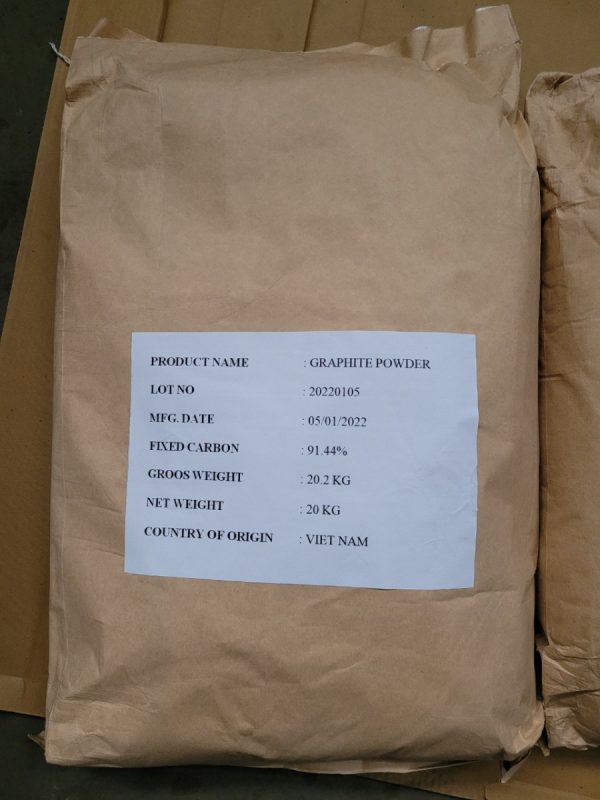 PRODUCT NAME : GRAPHITE POWDER
LOT NO : 20220105
MFG. DATE : 05/01/2022
FIXED CARBON : 91.44%
GROOS WEIGHT : 20.2 KG
NET WEIGHT : 20 KG
COUNTRY OF ORIGIN : VIET NAM